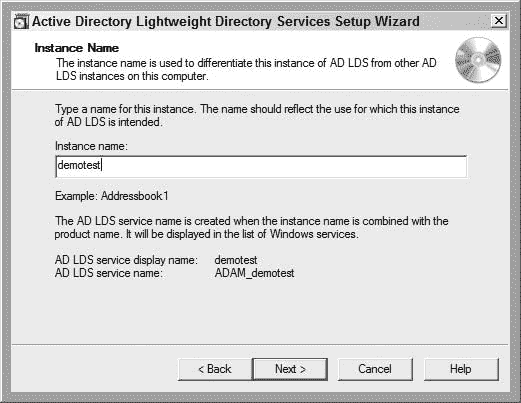 Active Directory Lightweight Directory Services Setup Wizard
Instance Name
The instance name is used to differentiate this instance of AD LDS from other AD
LDS instances on this computer.
Type a name for this instance. The name should reflect the use for which this instance
of AD LDS is intended.
Instance name:
demotest
Example: Addressbook1
The AD LDS service name is created when the instance name is combined with the
product name. It will be displayed in the list of Windows services.
AD LDS service display name: demotest
AD LDS service name: ADAM_demotest
< Back Next > Cancel Help